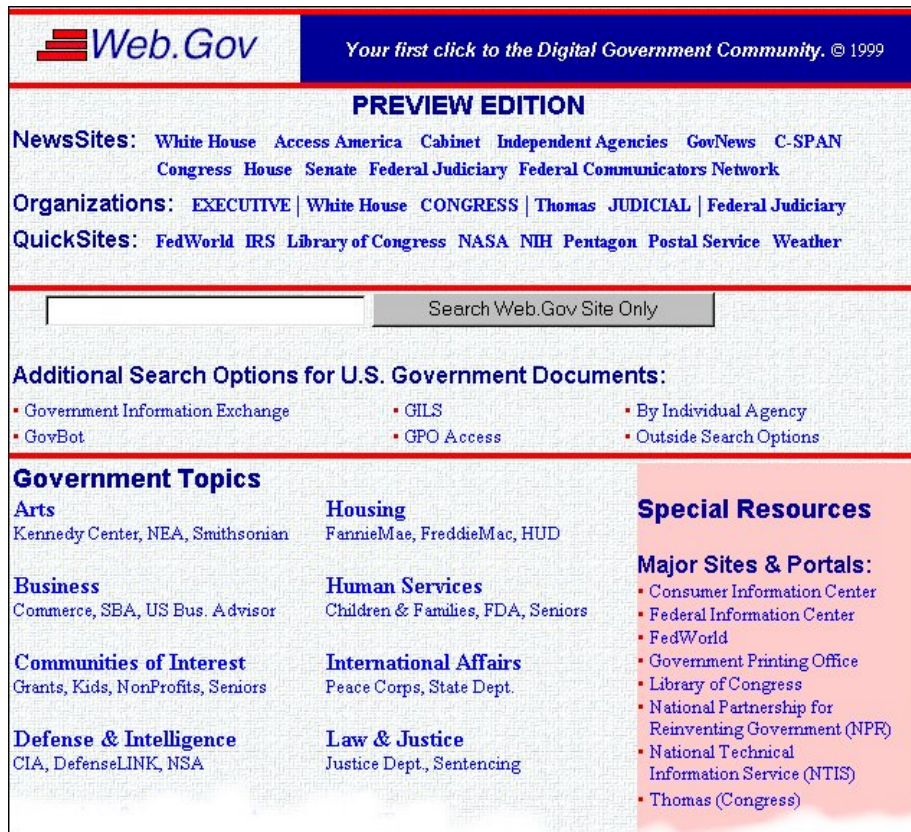 Web.Gov
Your first click to the Digital Government Community. © 1999
PREVIEW EDITION
NewsSites: White House Access America Cabinet Independent Agencies GovNews C-SPAN
Congress House Senate Federal Judiciary Federal Communicators Network
Organizations: EXECUTIVE | White House CONGRESS | Thomas JUDICIAL | Federal Judiciary
QuickSites: FedWorld IRS Library of Congress NASA NIH Pentagon Postal Service Weather
Search Web.Gov Site Only
Additional Search Options for U.S. Government Documents:
▪ Government Information Exchange ▪ GILS ▪ By Individual Agency
▪ GovBot ▪ GPO Access ▪ Outside Search Options
Government Topics
Arts
Kennedy Center, NEA, Smithsonian
Business
Commerce, SBA, US Bus. Advisor
Communities of Interest
Grants, Kids, NonProfits, Seniors
Defense & Intelligence
CIA, DefenseLINK, NSA
Housing
FannieMae, FreddieMac, HUD
Human Services
Children & Families, FDA, Seniors
International Affairs
Peace Corps, State Dept.
Law & Justice
Justice Dept., Sentencing
Special Resources
Major Sites & Portals:
▪ Consumer Information Center
▪ Federal Information Center
▪ FedWorld
▪ Government Printing Office
▪ Library of Congress
▪ National Partnership for
Reinventing Government (NPR)
▪ National Technical
Information Service (NTIS)
▪ Thomas (Congress)